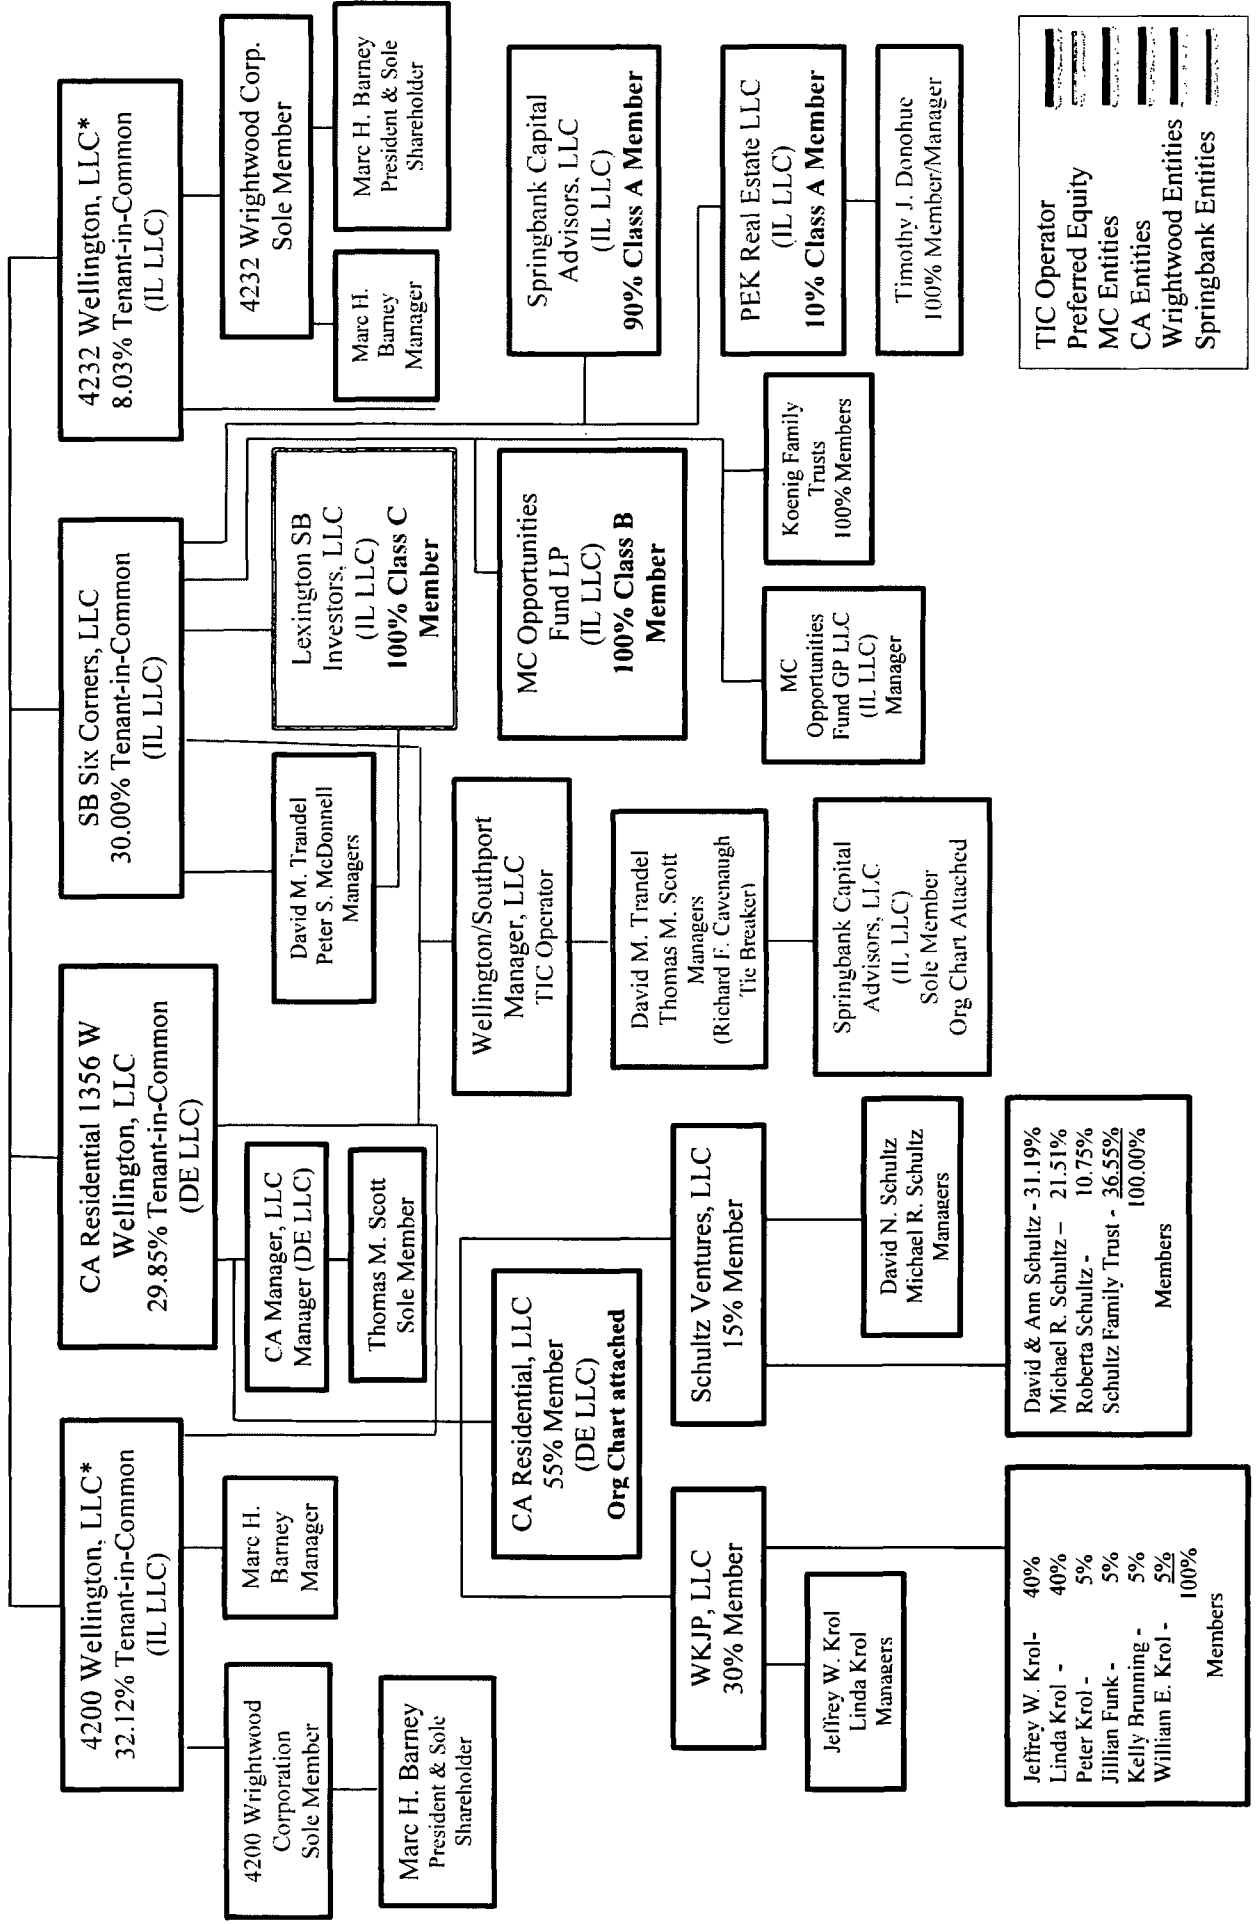 4200 Wellington, LLC*
32.12% Tenant-in-Common
(IL LLC)
CA Residential 1356 W
Wellington, LLC
29.85% Tenant-in-Common
(DE LLC)
SB Six Corners, LLC
30.00% Tenant-in-Common
(IL LLC)
4232 Wellington, LLC*
8.03% Tenant-in-Common
(IL LLC)
4200 Wrightwood
Corporation
Sole Member
Marc H.
Barney
Manager
Marc H. Barney
President & Sole
Shareholder
CA Manager, LLC
Manager (DE LLC)
Thomas M. Scott
Sole Member
David M. Trandel
Peter S. McDonnell
Managers
Lexington SB
Investors, LLC
(IL LLC)
100% Class C
Member
4232 Wrightwood Corp.
Sole Member
Marc H.
Barney
Manager
Marc H. Barney
President & Sole
Shareholder
CA Residential, LLC
55% Member
(DE LLC)
Org Chart attached
Wellington/Southport
Manager, LLC
TIC Operator
MC Opportunities
Fund LP
(IL LLC)
100% Class B
Member
Springbank Capital
Advisors, LLC
(IL LLC)
90% Class A Member
WKJP, LLC
30% Member
Schultz Ventures, LLC
15% Member
David M. Trandel
Thomas M. Scott
Managers
(Richard F. Cavenaugh
Tie Breaker)
PEK Real Estate LLC
(IL LLC)
10% Class A Member
Jeffrey W. Krol
Linda Krol
Managers
David N. Schultz
Michael R. Schultz
Managers
Springbank Capital
Advisors, LLC
(IL LLC)
Sole Member
Org Chart Attached
MC
Opportunities
Fund GP LLC
(IL LLC)
Manager
Koenig Family
Trusts
100% Members
Timothy J. Donohue
100% Member/Manager
Jeffrey W. Krol- 40%
Linda Krol - 40%
Peter Krol - 5%
Jillian Funk - 5%
Kelly Brunning - 5%
William E. Krol - 5%
100%
Members
David & Ann Schultz - 31.19%
Michael R. Schultz – 21.51%
Roberta Schultz - 10.75%
Schultz Family Trust - 36.55%
100.00%
Members
TIC Operator
Preferred Equity
MC Entities
CA Entities
Wrightwood Entities
Springbank Entities